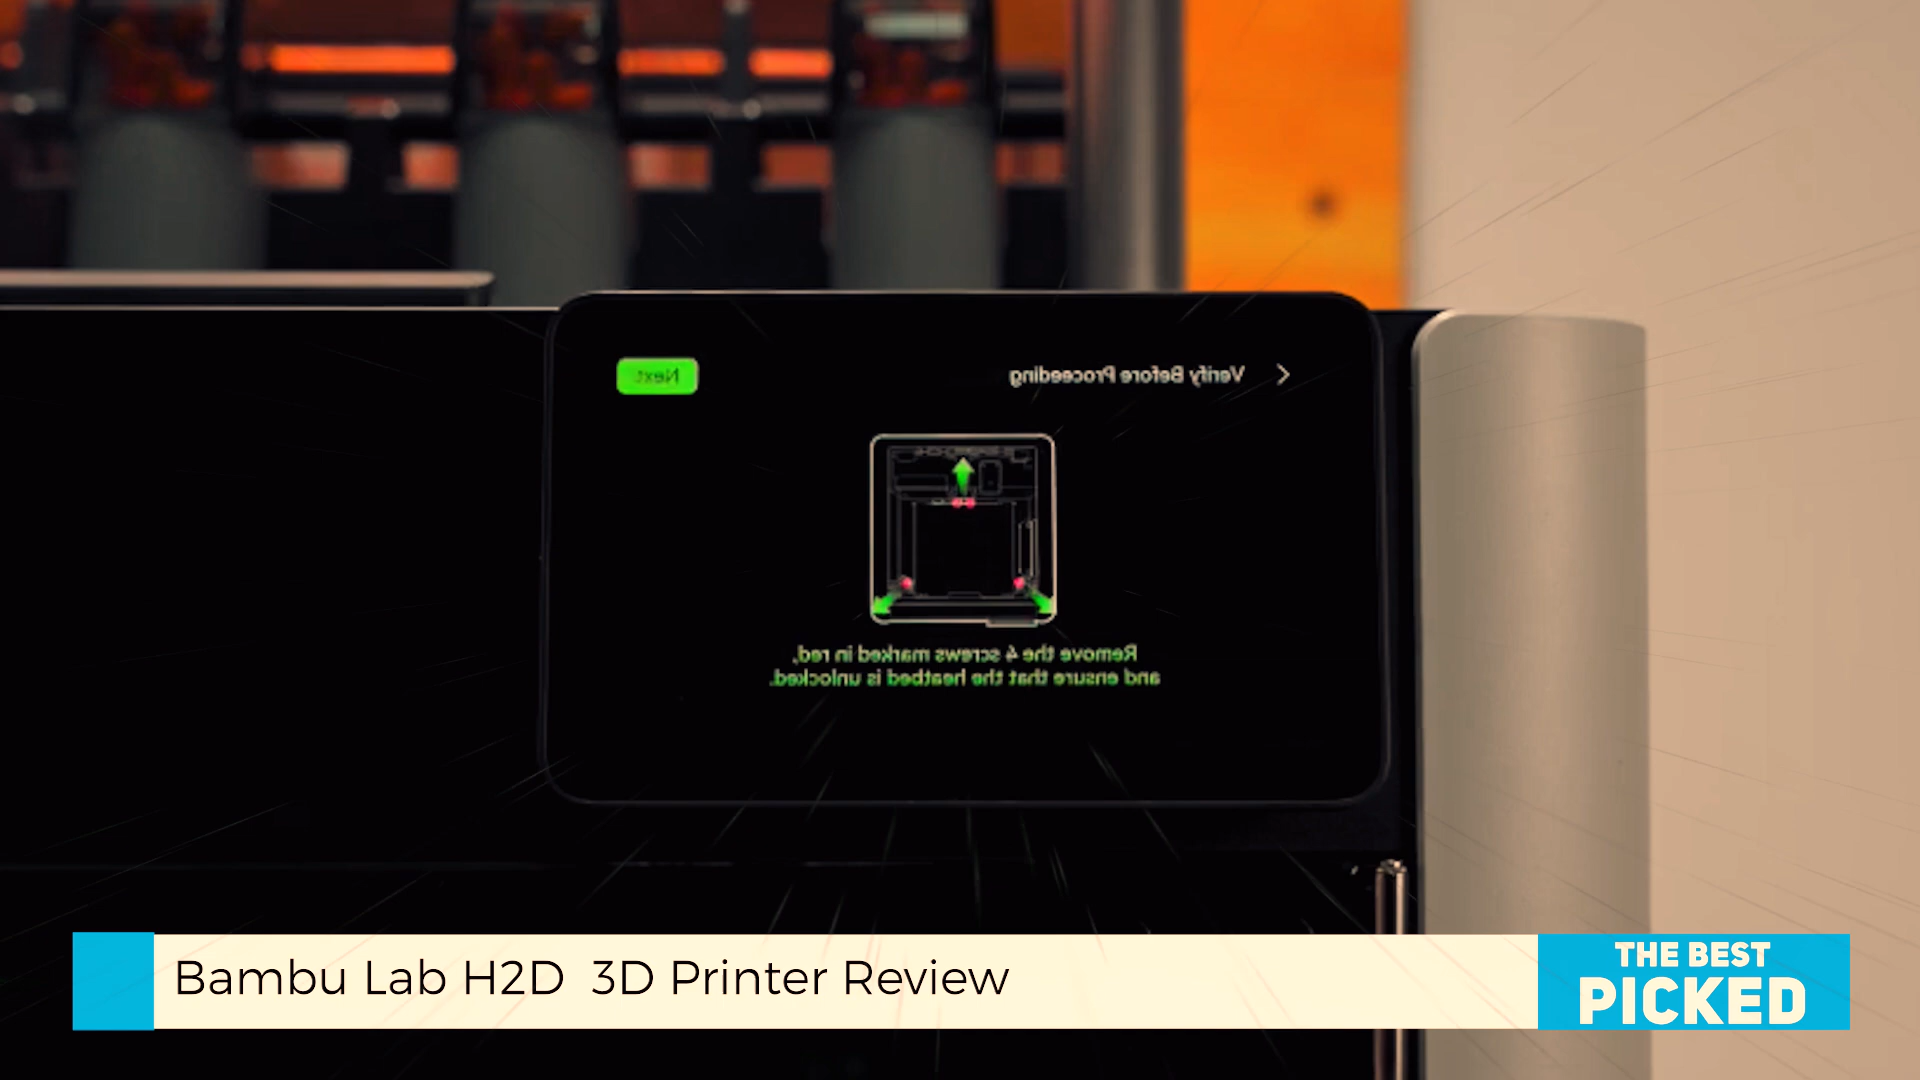 Verify Before Proceeding
Next
Remove the 4 screws marked in red,
and ensure that the heatbed is unlocked.
Bambu Lab H2D 3D Printer Review
THE BEST
PICKED